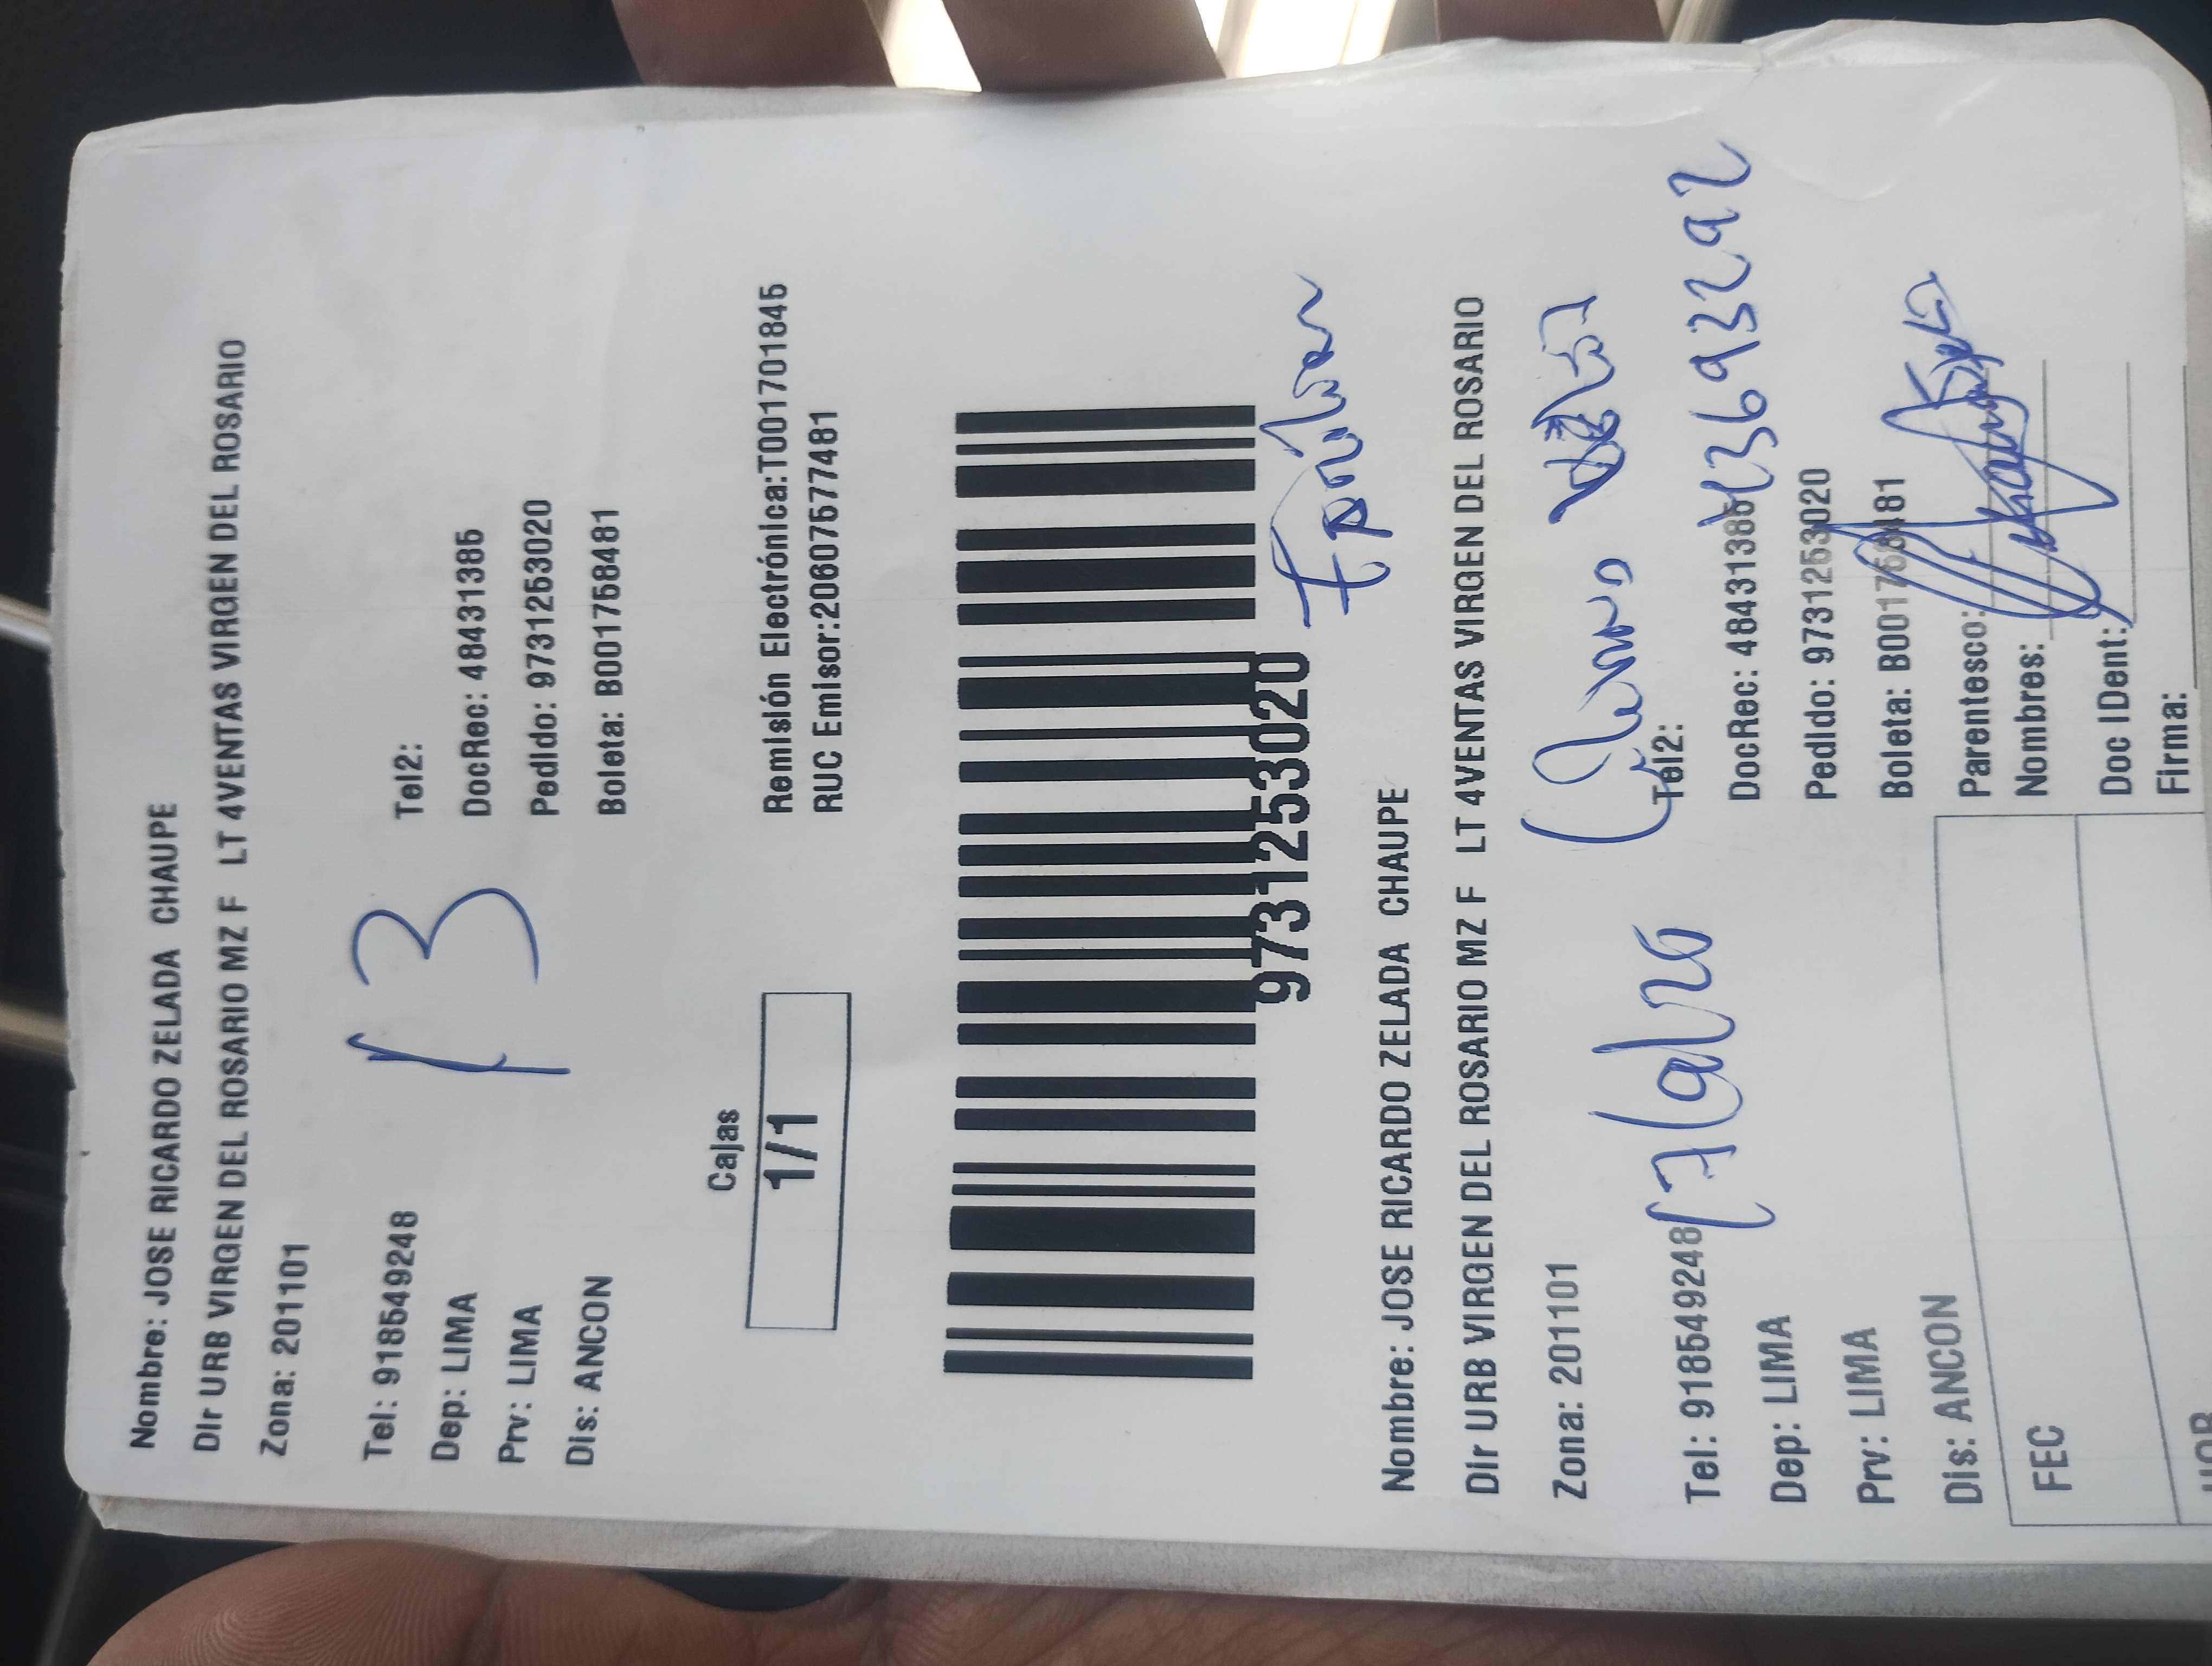 Nombre: JOSE RICARDO ZELADA CHAUPE
Dir URB VIRGEN DEL ROSARIO MZ F LT 4VENTAS VIRGEN DEL ROSARIO
Zona: 201101
Tel: 918549248 Tel2:
Dep: LIMA DocRec: 48431385
Prv: LIMA Pedido: 9731253020
Dis: ANCON Boleta: B001758481
13
Cajas
1/1
Remisión Electrónica:T001701845
RUC Emisor:20607577481
9731253020
Familiar
Nombre: JOSE RICARDO ZELADA CHAUPE
Dir URB VIRGEN DEL ROSARIO MZ F LT 4VENTAS VIRGEN DEL ROSARIO
Zona: 201101
Tel: 918549248 Tel2:
Dep: LIMA DocRec: 48431385
Prv: LIMA Pedido: 9731253020
Dis: ANCON Boleta: B001758481
Parentesco:
Nombres:
Doc IDent:
Firma:
FEC